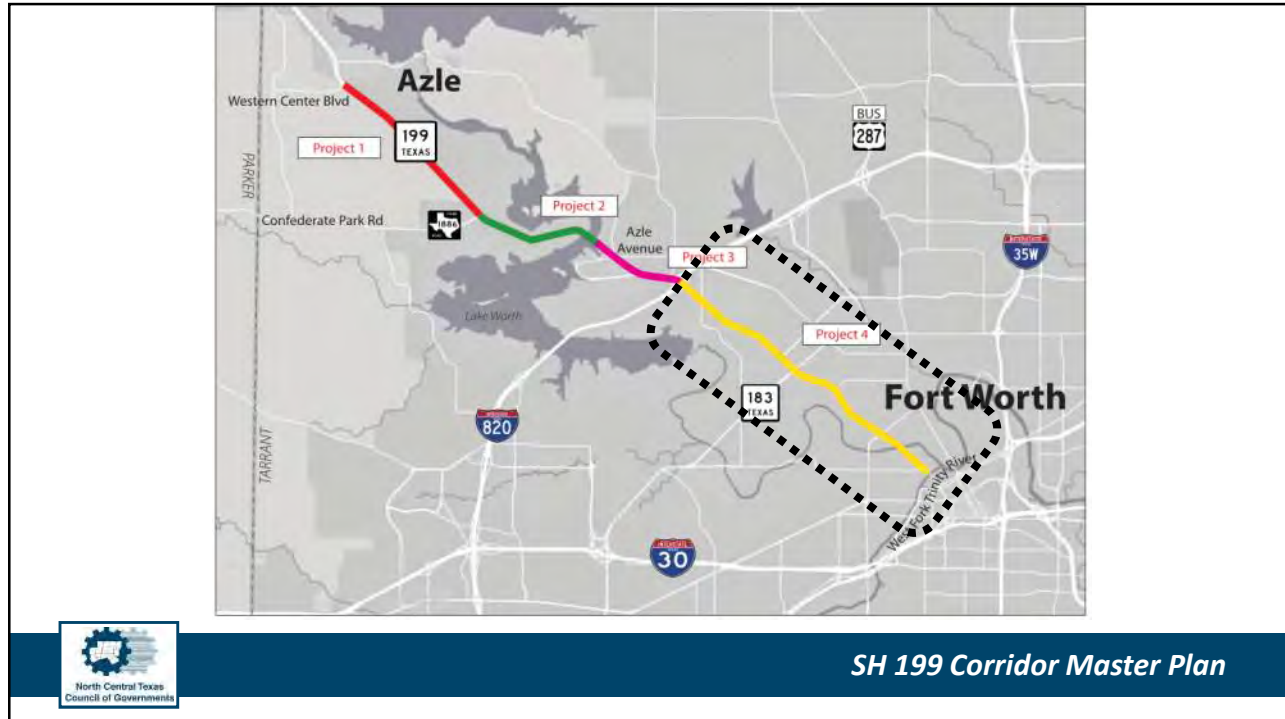 Azle
Western Center Blvd
199
TEXAS
Project 1
BUS
287
PARKER
Confederate Park Rd
1886
Project 2
Azle
Avenue
Project 3
35W
Lake Worth
Project 4
183
TEXAS
Fort Worth
820
TARRANT
West Fork Trinity River
30
North Central Texas
Council of Governments
SH 199 Corridor Master Plan